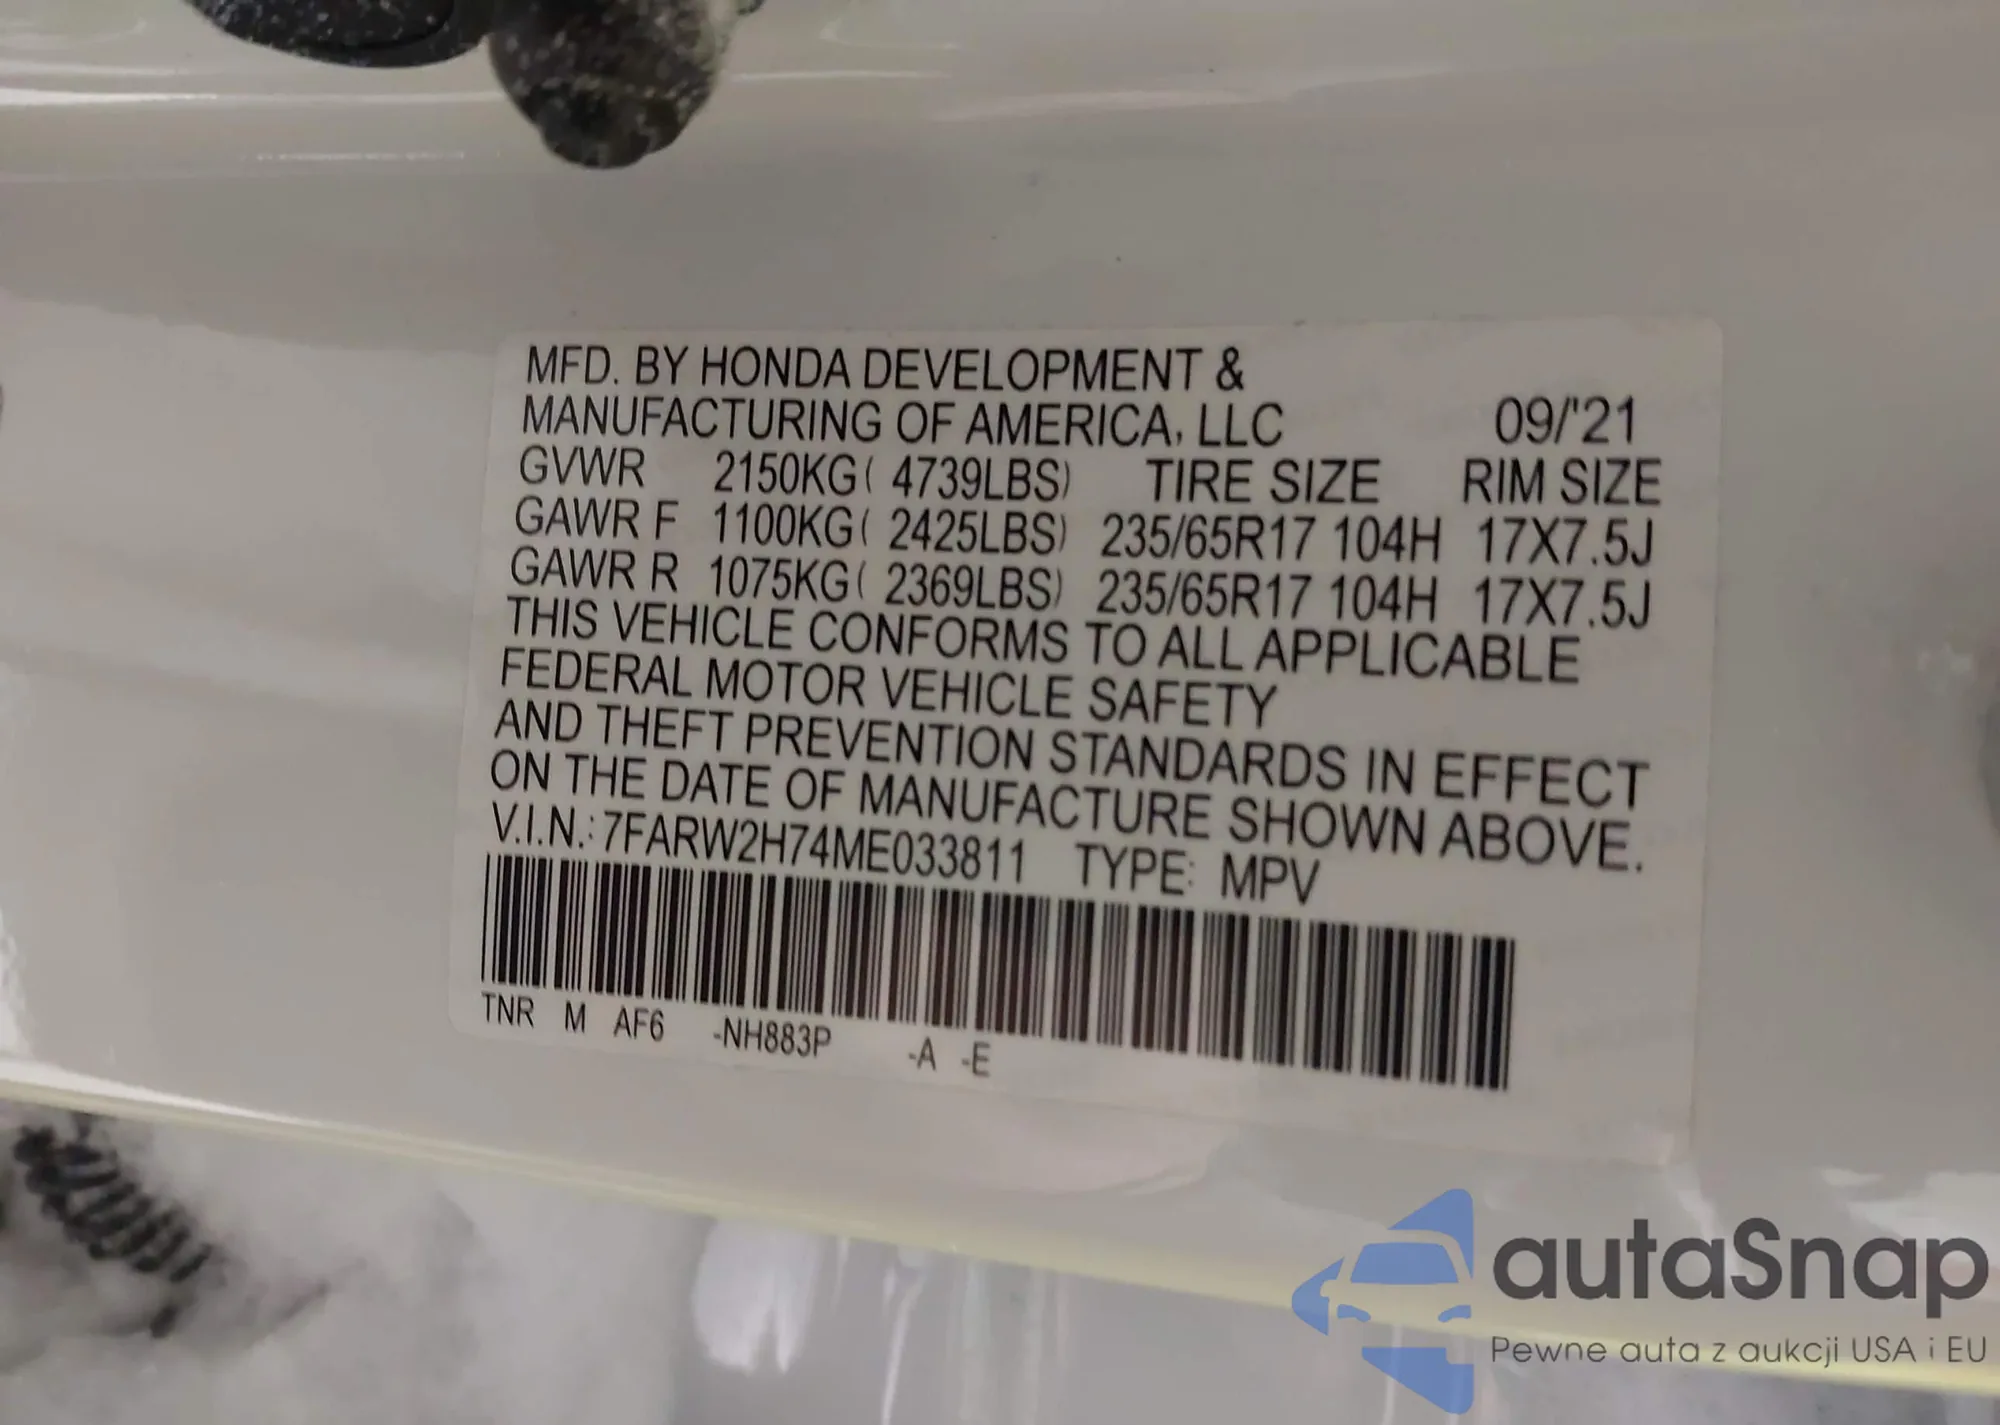 MFD. BY HONDA DEVELOPMENT &
MANUFACTURING OF AMERICA, LLC 09/'21
GVWR 2150KG( 4739LBS) TIRE SIZE RIM SIZE
GAWR F 1100KG( 2425LBS) 235/65R17 104H 17X7.5J
GAWR R 1075KG( 2369LBS) 235/65R17 104H 17X7.5J
THIS VEHICLE CONFORMS TO ALL APPLICABLE
FEDERAL MOTOR VEHICLE SAFETY
AND THEFT PREVENTION STANDARDS IN EFFECT
ON THE DATE OF MANUFACTURE SHOWN ABOVE.
V.I.N.: 7FARW2H74ME033811 TYPE: MPV
TNR M AF6 -NH883P -A -E
autaSnap
Pewne auta z aukcji USA i EU